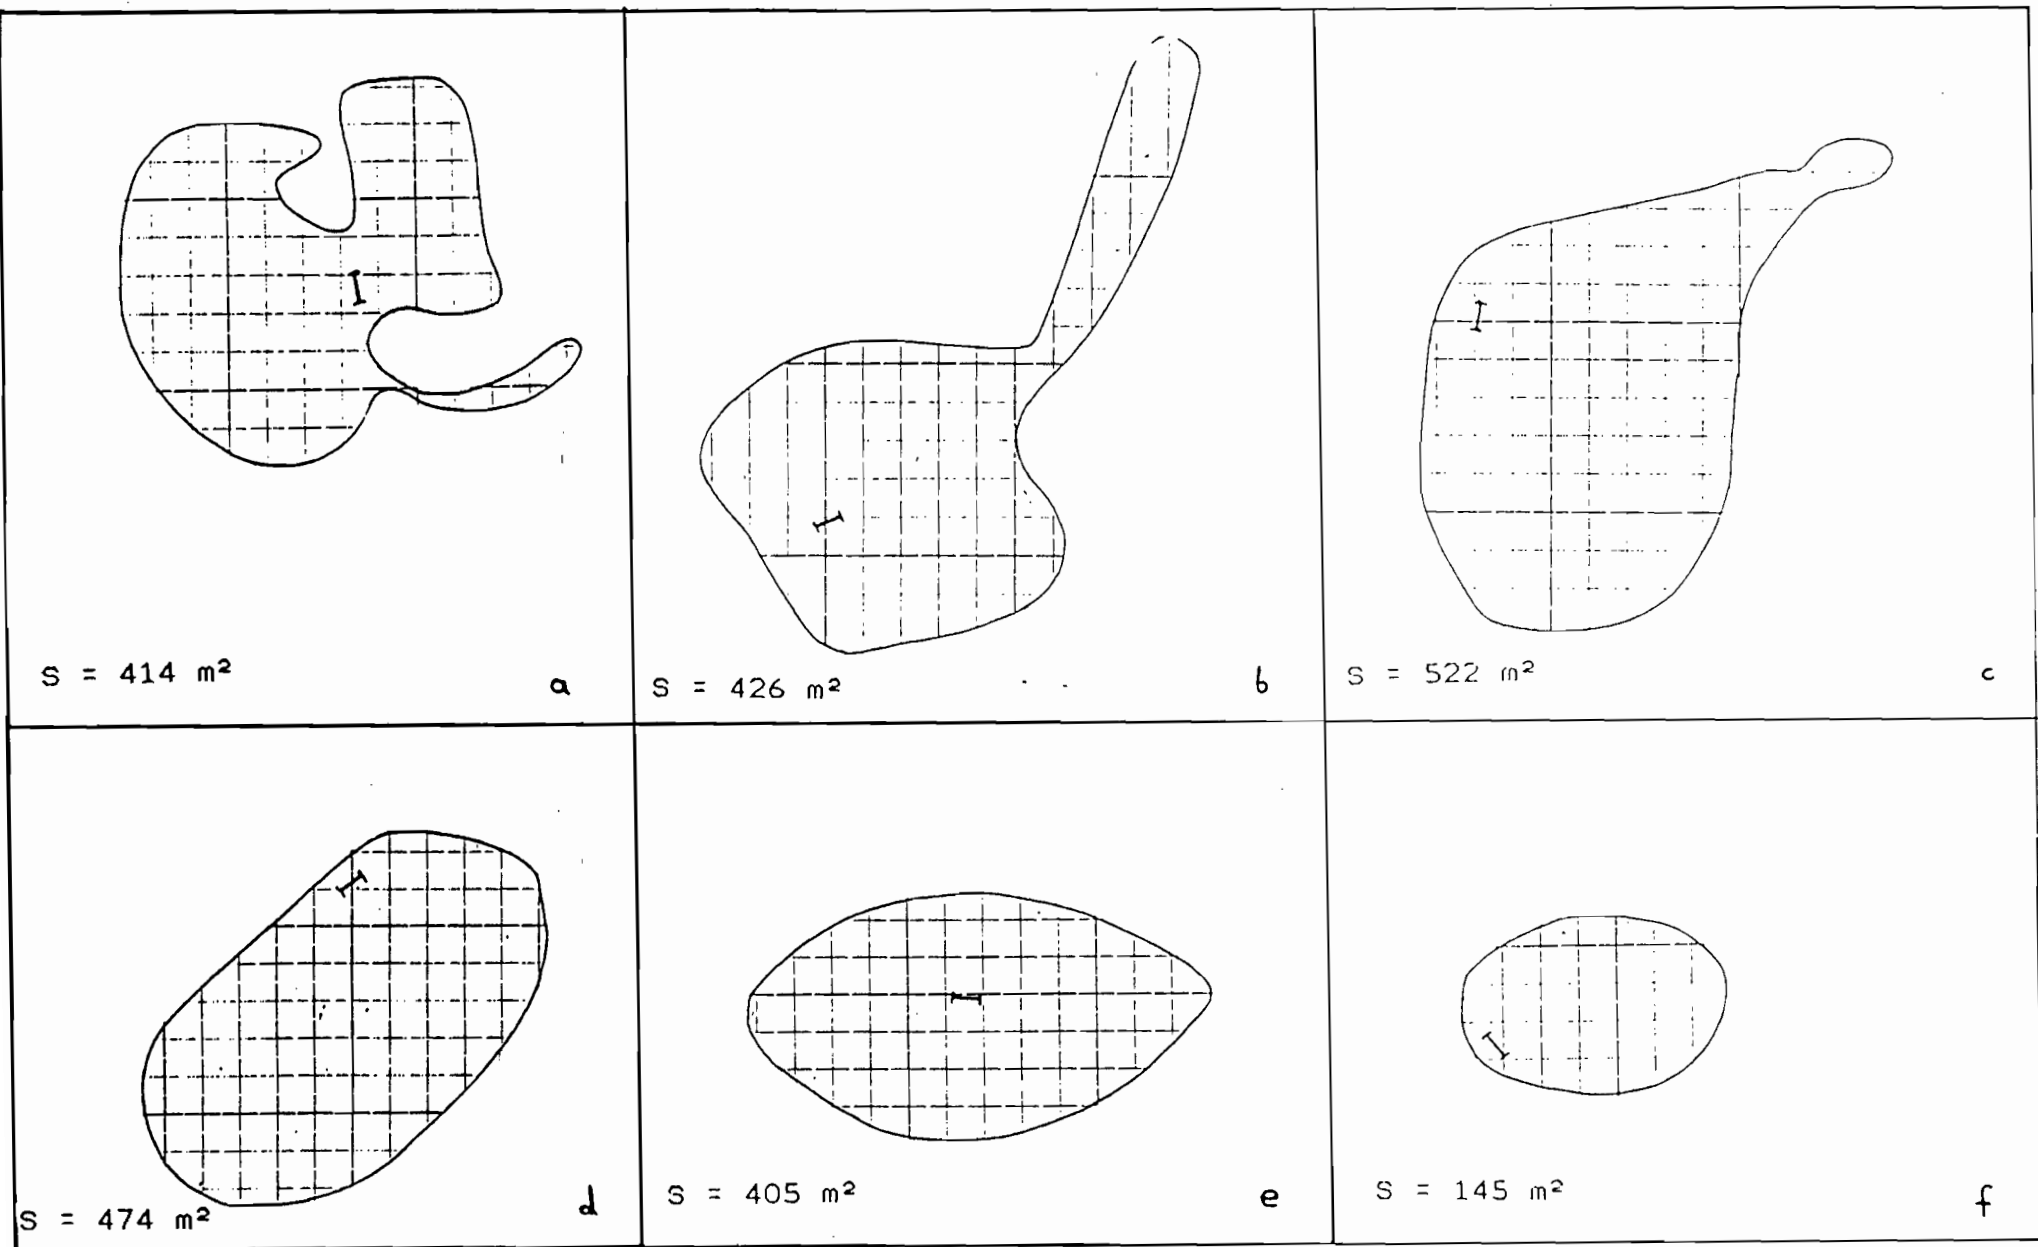 S = 414 m² a
S = 426 m² b
S = 522 m² c
S = 474 m² d
S = 405 m² e
S = 145 m² f